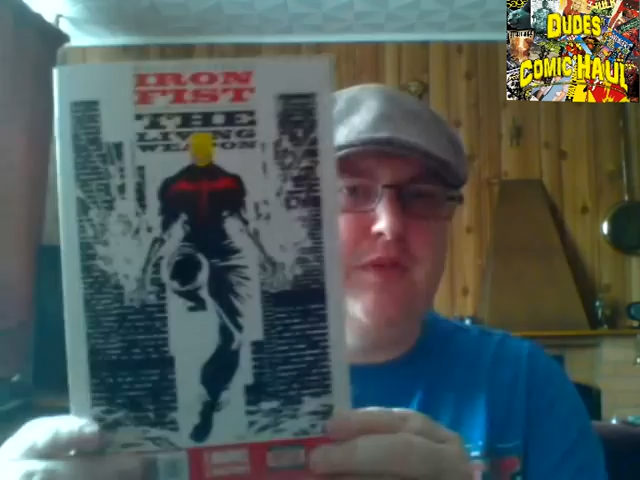 IRON
FIST
THE
LIVING
WEAPON
DUDES
COMIC HAUL